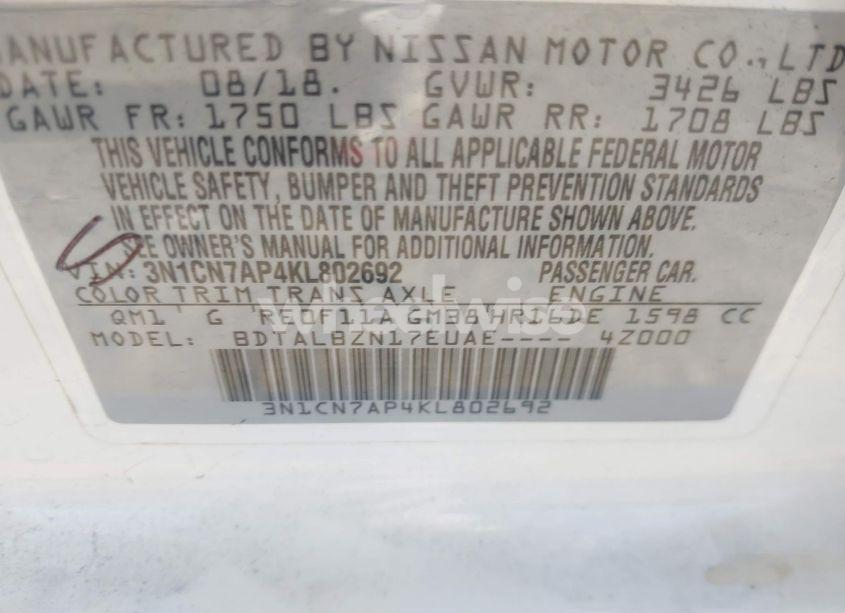 MANUFACTURED BY NISSAN MOTOR CO., LTD
DATE: 08/18. GVWR: 3426 LBS
GAWR FR: 1750 LBS GAWR RR: 1708 LBS
THIS VEHICLE CONFORMS TO ALL APPLICABLE FEDERAL MOTOR
VEHICLE SAFETY, BUMPER AND THEFT PREVENTION STANDARDS
IN EFFECT ON THE DATE OF MANUFACTURE SHOWN ABOVE.
SEE OWNER'S MANUAL FOR ADDITIONAL INFORMATION.
VIN: 3N1CN7AP4KL802692 PASSENGER CAR.
COLOR TRIM TRANS AXLE ENGINE
QM1 G RE0F11A GM38 HR16DE 1598 CC
MODEL: BDTALBZN17EUAE---- 4Z000
3N1CN7AP4KL802692